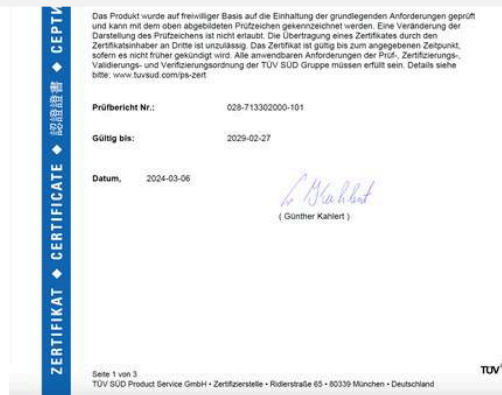 Das Produkt wurde auf freiwilliger Basis auf die Einhaltung der grundlegenden Anforderungen geprüft
und kann mit dem oben abgebildeten Prüfzeichen gekennzeichnet werden. Eine Veränderung der
Darstellung des Prüfzeichens ist nicht erlaubt. Die Übertragung eines Zertifikates durch den
Zertifikatsinhaber an Dritte ist unzulässig. Das Zertifikat ist gültig bis zum angegebenen Zeitpunkt,
sofern es nicht früher gekündigt wird. Alle anwendbaren Anforderungen der Prüf-, Zertifizierungs-,
Validierungs- und Verifizierungsordnung der TÜV SÜD Gruppe müssen erfüllt sein. Details siehe
bitte: www.tuvsud.com/ps-zert
Prüfbericht Nr.: 028-713302000-101
Gültig bis: 2029-02-27
Datum, 2024-03-06
( Günther Kahlert )
Seite 1 von 3
TÜV SÜD Product Service GmbH • Zertifizierstelle • Ridlerstraße 65 • 80339 München • Deutschland
TÜV
ZERTIFIKAT ◆ CERTIFICATE ◆ 認證證書 ◆ СЕРТИ